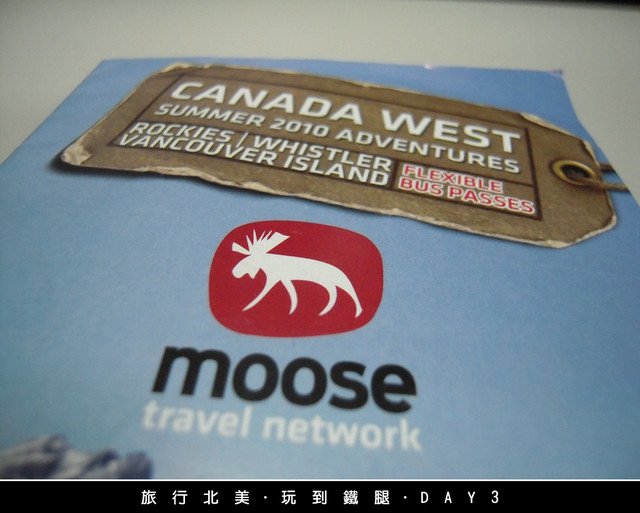 CANADA WEST
SUMMER 2010 ADVENTURES
ROCKIES | WHISTLER
VANCOUVER ISLAND
FLEXIBLE
BUS PASSES
moose
travel network
旅行北美·玩到鐵腿·DAY3